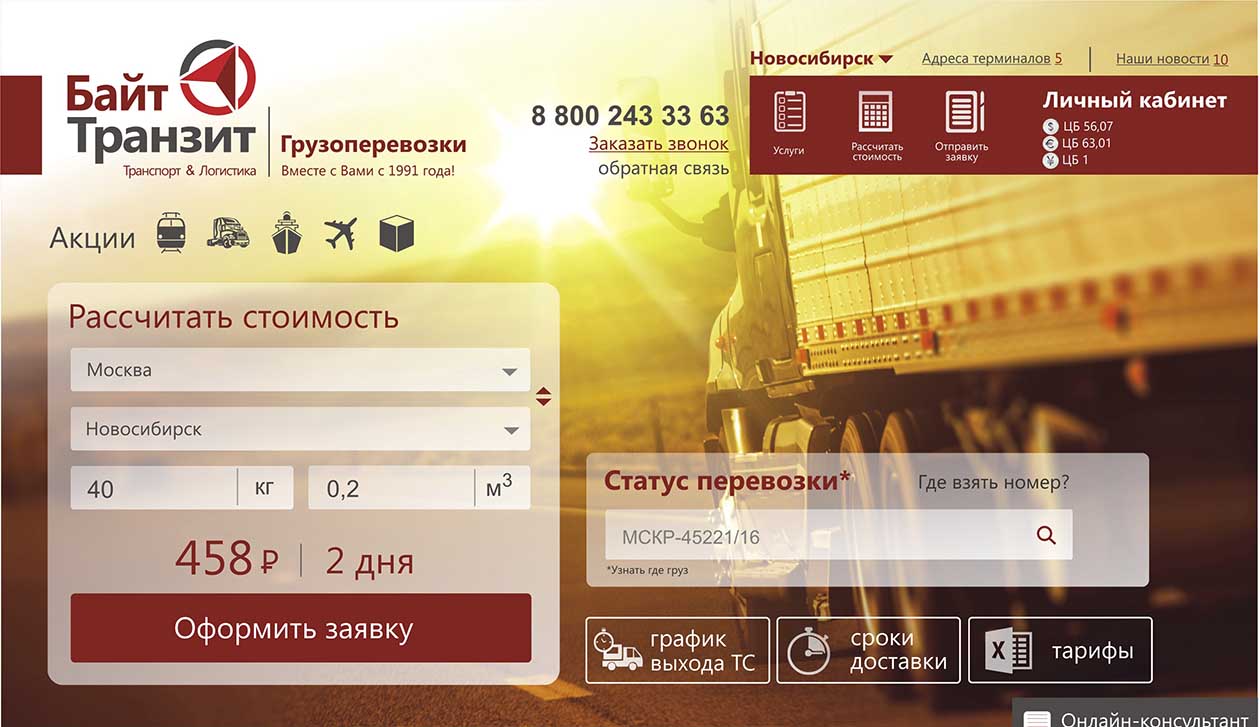 Байт
Транзит
Транспорт & Логистика
Грузоперевозки
Вместе с Вами с 1991 года!
8 800 243 33 63
Заказать звонок
обратная связь
Новосибирск
Адреса терминалов 5
Наши новости 10
Услуги
Рассчитать
стоимость
Отправить
заявку
Личный кабинет
$ ЦБ 56,07
€ ЦБ 63,01
¥ ЦБ 1
Акции
Рассчитать стоимость
Москва
Новосибирск
40 кг
0,2 м³
458 ₽ | 2 дня
Оформить заявку
Статус перевозки*
Где взять номер?
МСКР-45221/16
*Узнать где груз
график
выхода ТС
сроки
доставки
X
тарифы
Онлайн-консультант